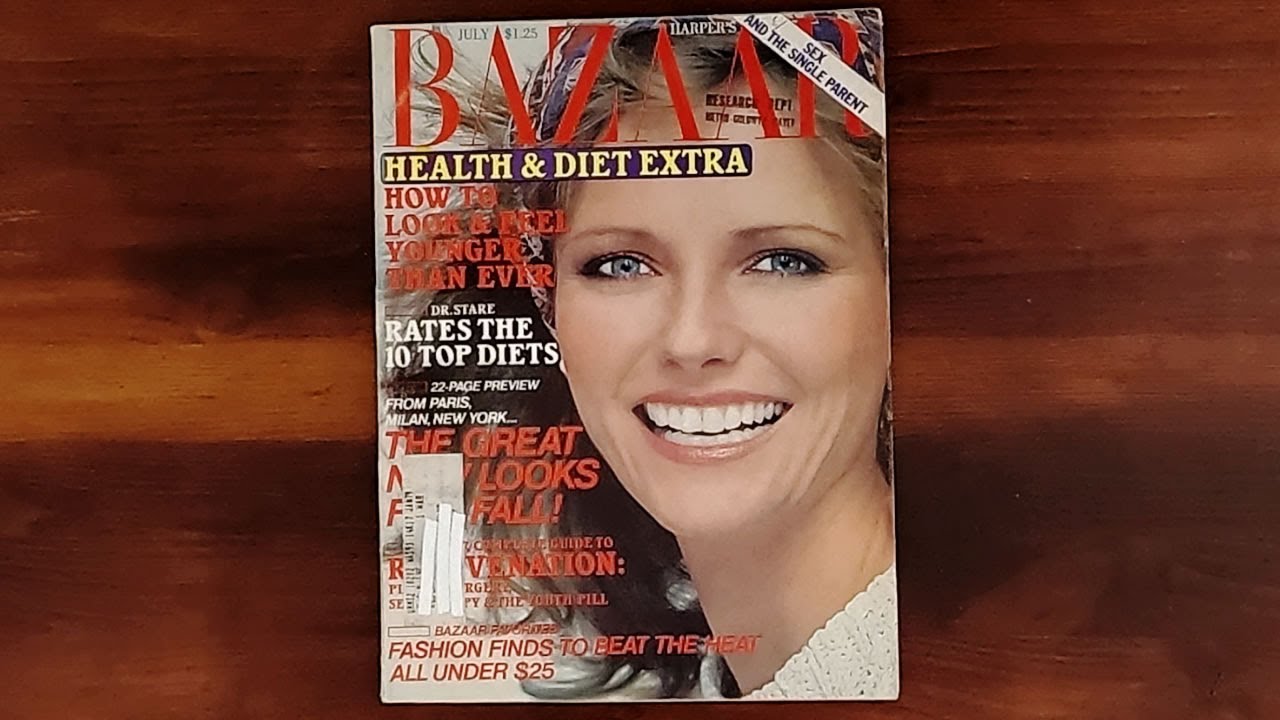 JULY $1.25
HARPER'S
BAZAAR
SEX
AND THE SINGLE PARENT
RESEARCH DEPT.
HEALTH & DIET EXTRA
HOW TO
LOOK & FEEL
YOUNGER
THAN EVER
DR. STARE
RATES THE
10 TOP DIETS
22-PAGE PREVIEW
FROM PARIS,
MILAN, NEW YORK...
THE GREAT
LOOKS
FALL!
GUIDE TO
& THE YOUTH PILL
BAZAAR FAVORITES
FASHION FINDS TO BEAT THE HEAT
ALL UNDER $25